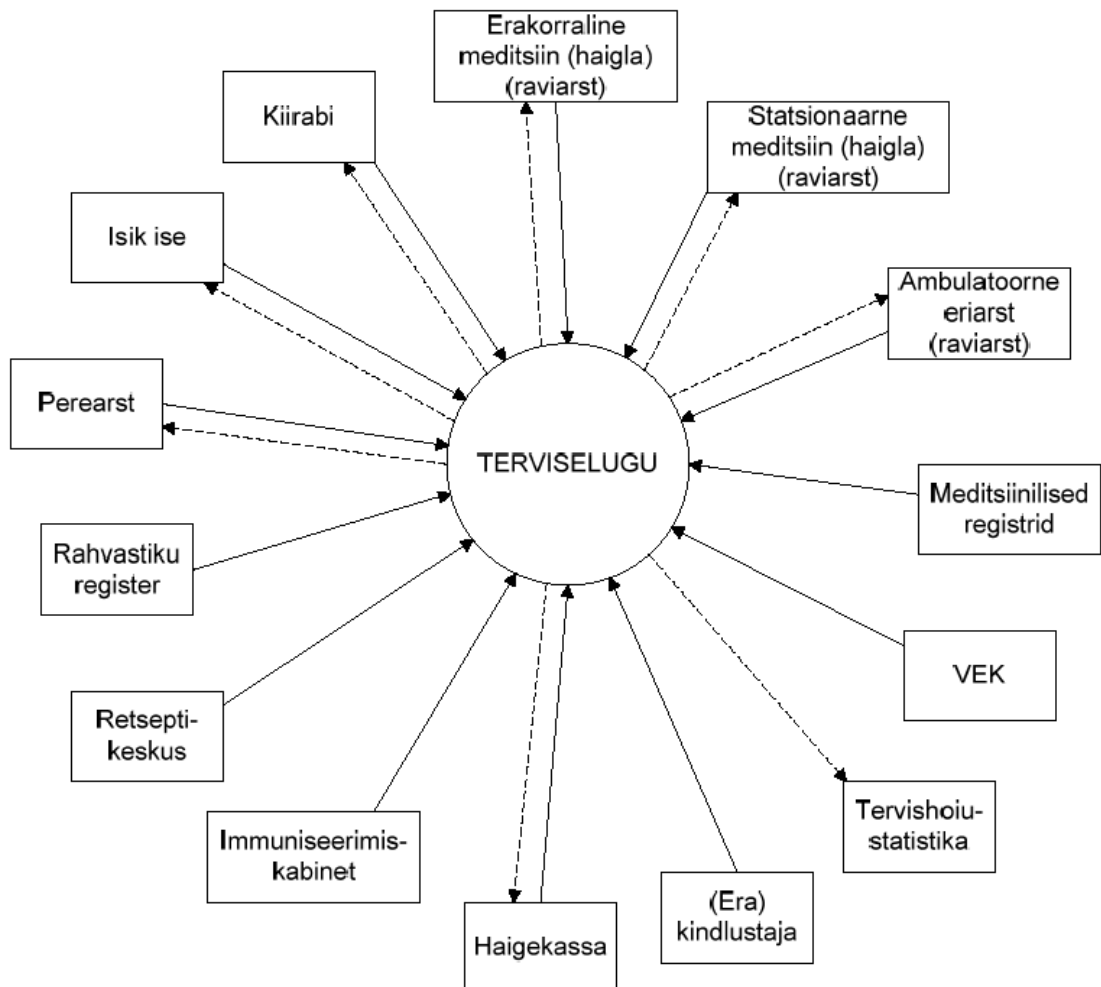 Erakorraline
meditsiin (haigla)
(raviarst)
Kiirabi
Statsionaarne
meditsiin (haigla)
(raviarst)
Isik ise
Ambulatoorne
eriarst
(raviarst)
Perearst
TERVISELUGU
Meditsiinilised
registrid
Rahvastiku
register
VEK
Retsepti-
keskus
Tervishoiu-
statistika
Immuniseerimis-
kabinet
(Era)
kindlustaja
Haigekassa